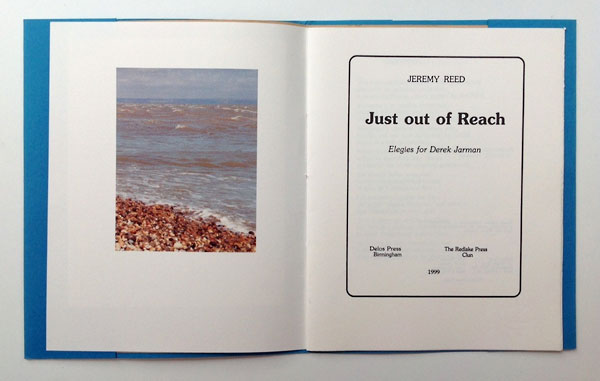 JEREMY REED
Just out of Reach
Elegies for Derek Jarman
Delos Press
Birmingham
The Redlake Press
Clun
1999